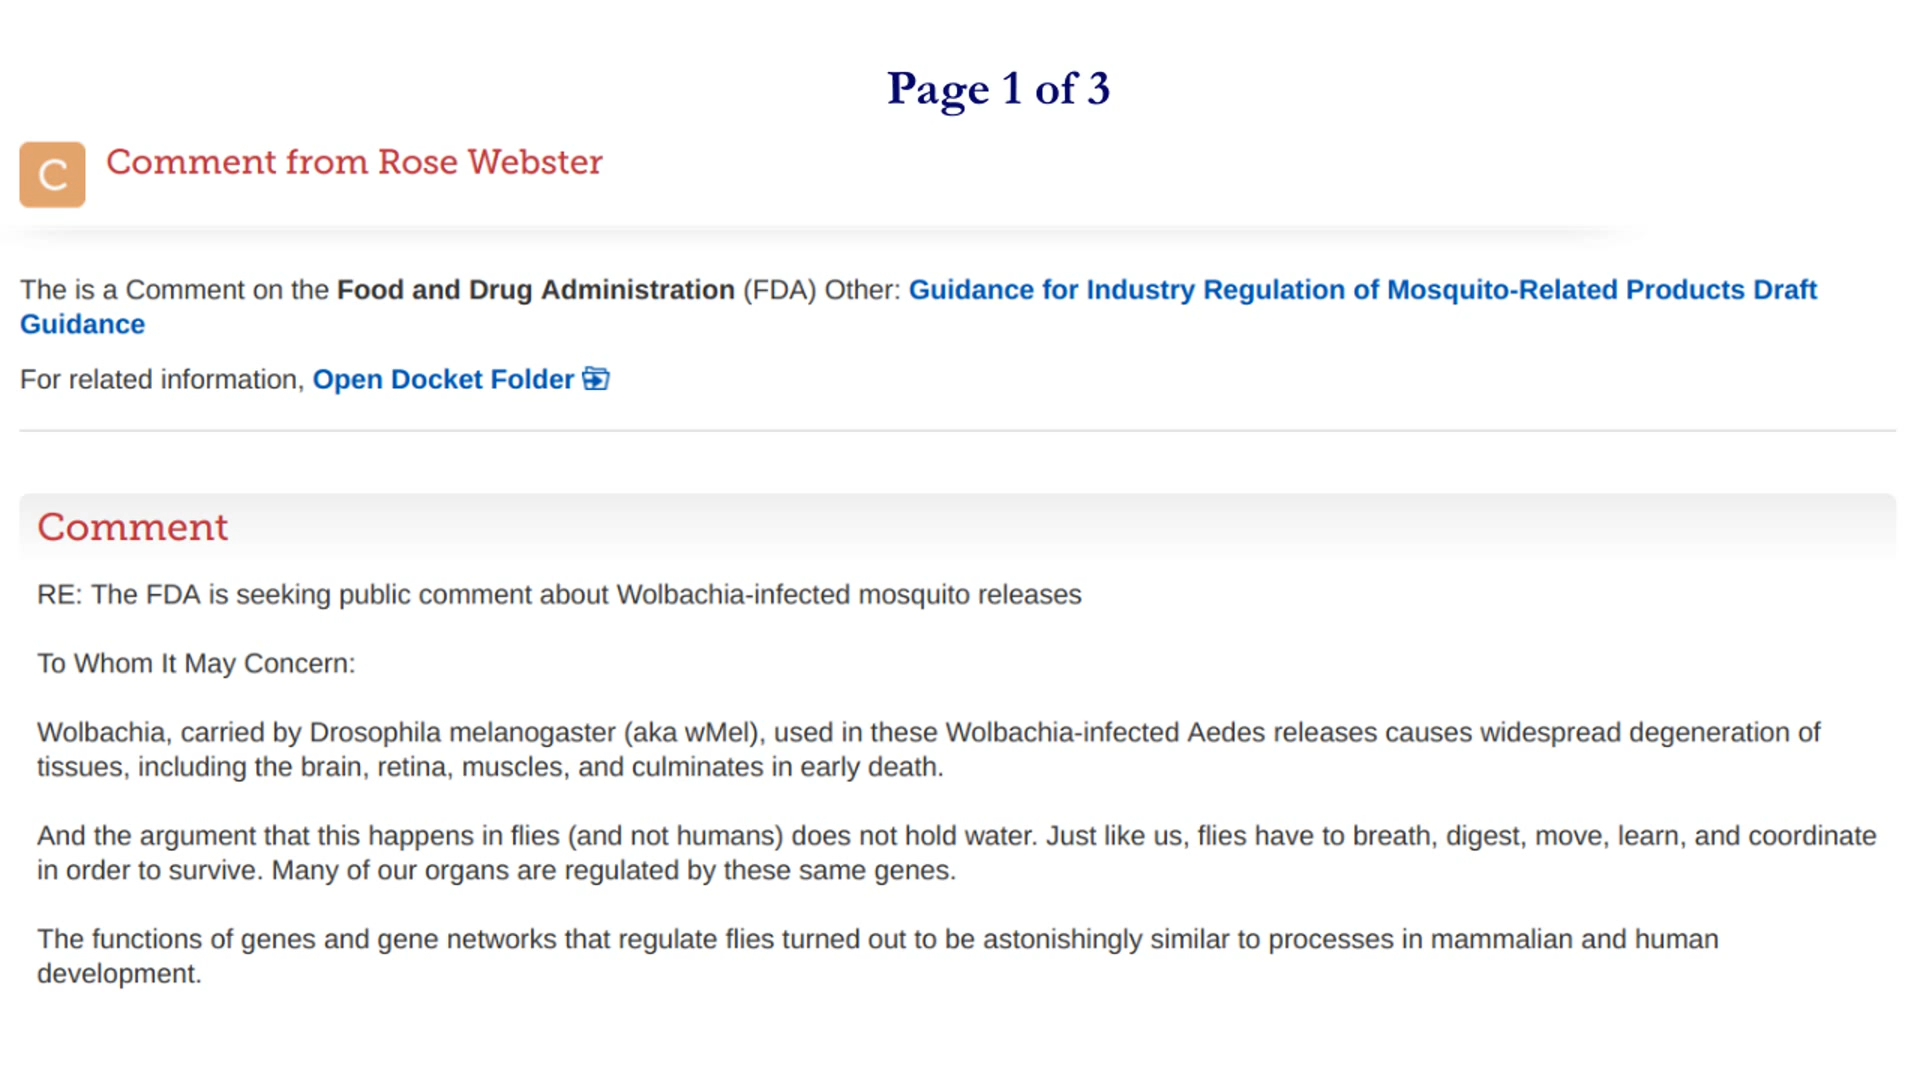 Page 1 of 3
C
Comment from Rose Webster
The is a Comment on the Food and Drug Administration (FDA) Other: Guidance for Industry Regulation of Mosquito-Related Products Draft
Guidance
For related information, Open Docket Folder
Comment
RE: The FDA is seeking public comment about Wolbachia-infected mosquito releases
To Whom It May Concern:
Wolbachia, carried by Drosophila melanogaster (aka wMel), used in these Wolbachia-infected Aedes releases causes widespread degeneration of
tissues, including the brain, retina, muscles, and culminates in early death.
And the argument that this happens in flies (and not humans) does not hold water. Just like us, flies have to breath, digest, move, learn, and coordinate
in order to survive. Many of our organs are regulated by these same genes.
The functions of genes and gene networks that regulate flies turned out to be astonishingly similar to processes in mammalian and human
development.